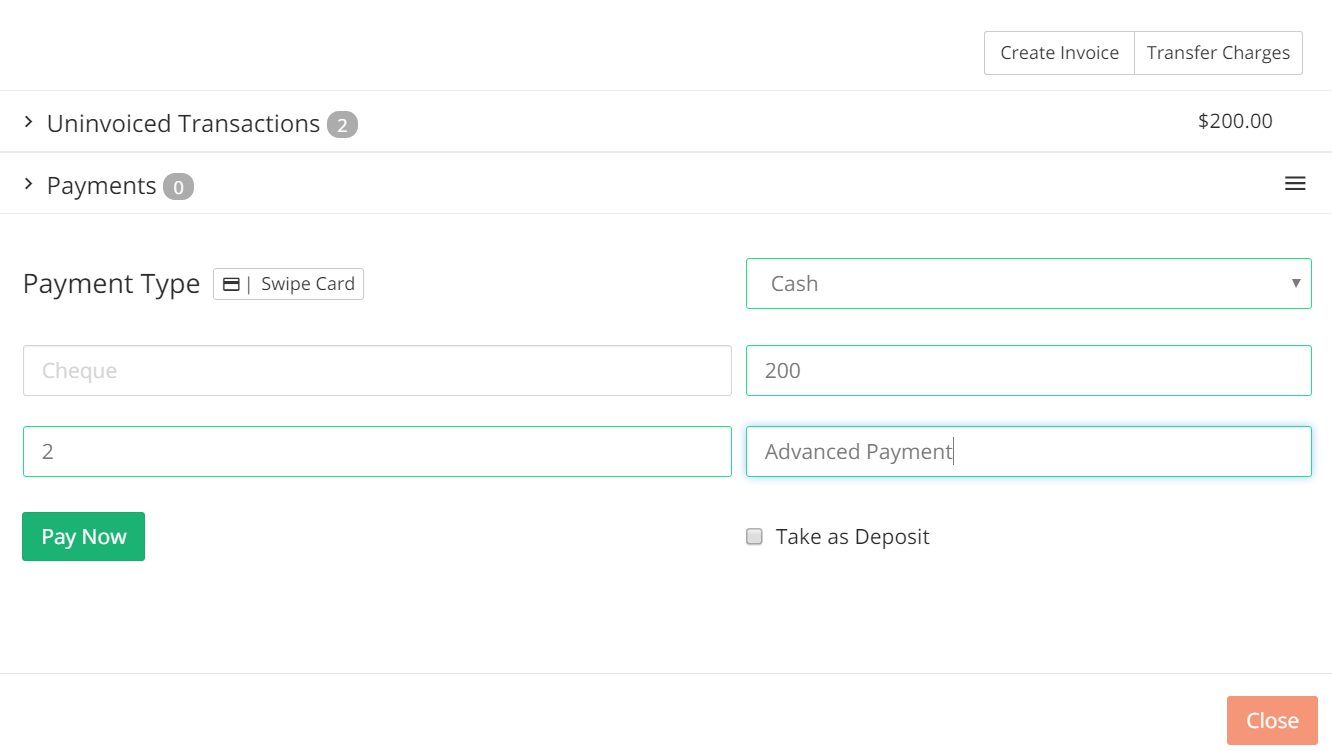 Create Invoice Transfer Charges
Uninvoiced Transactions 2 $200.00
Payments 0
Payment Type | Swipe Card Cash
Cheque 200
2 Advanced Payment
Pay Now Take as Deposit
Close